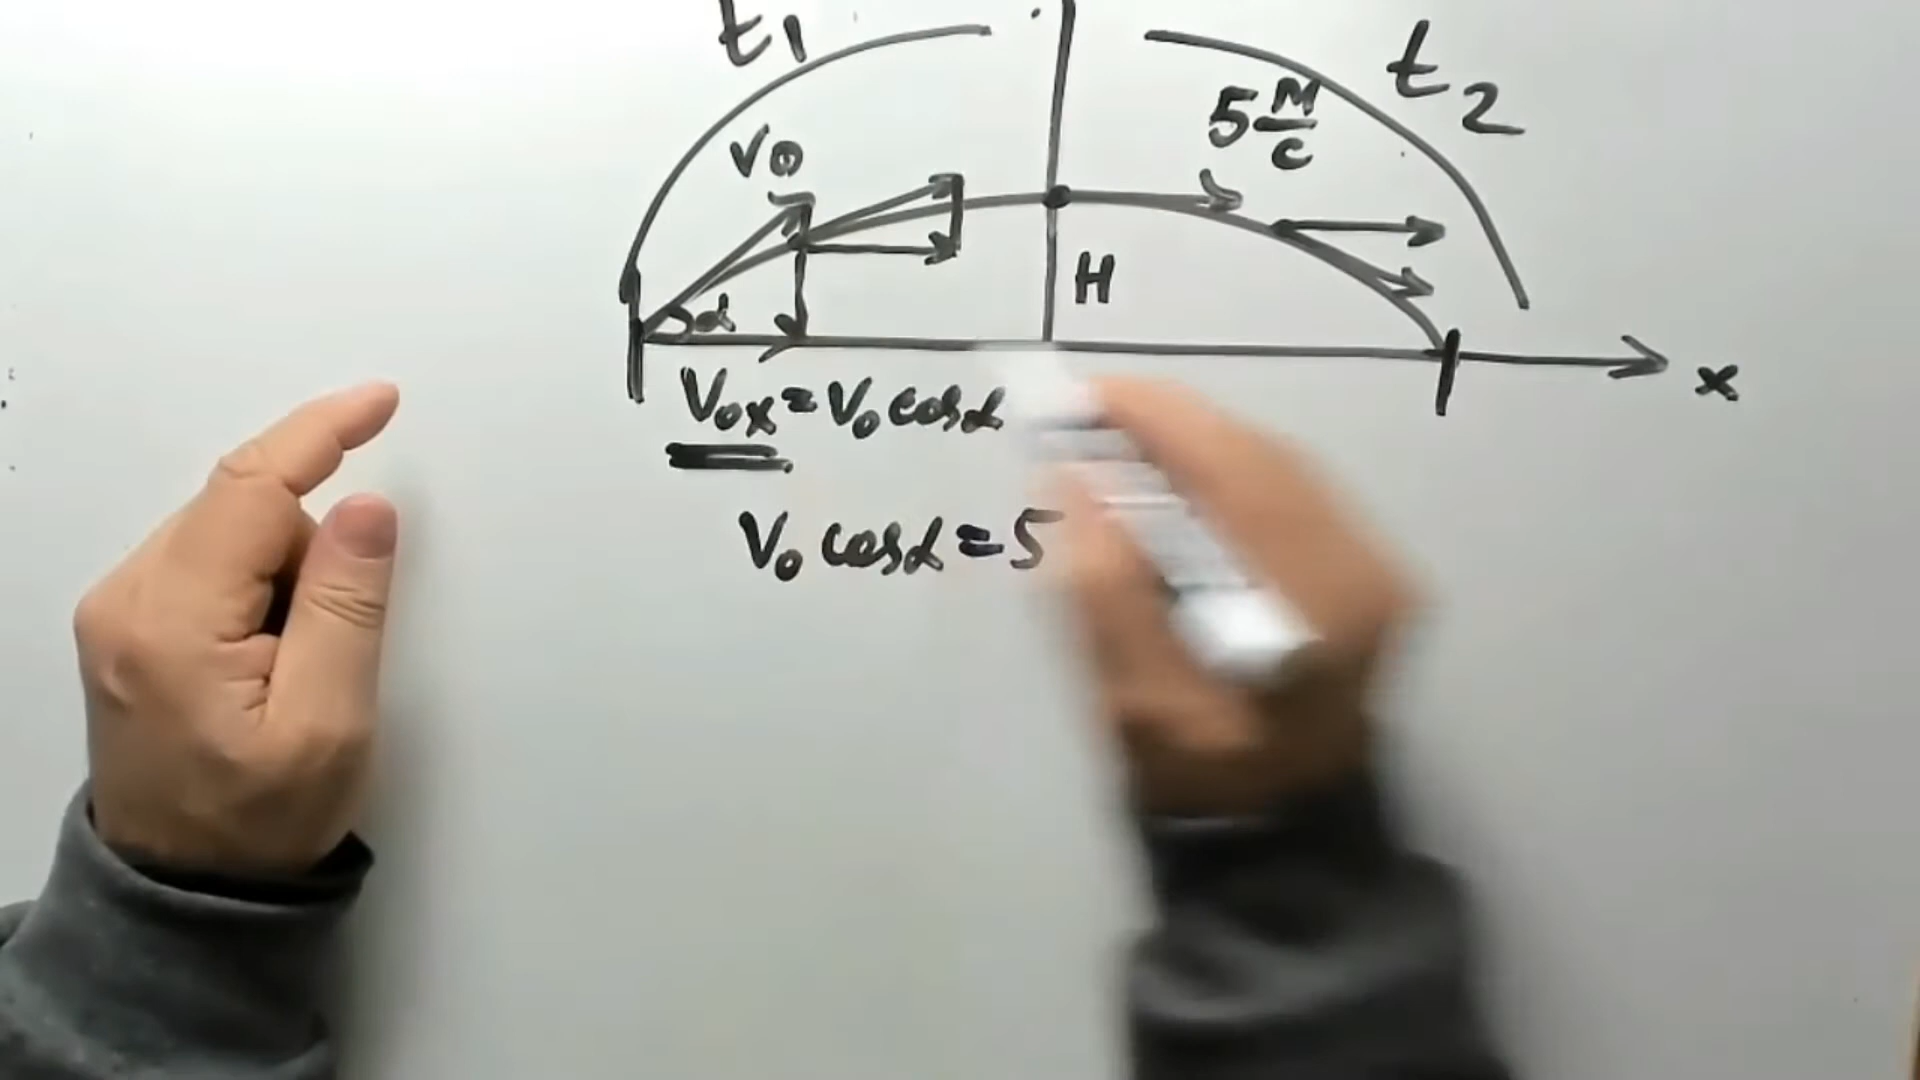 t₁
t₂
V₀
5 м/с
α
H
x
V₀ₓ = V₀ cosα
V₀ cosα = 5